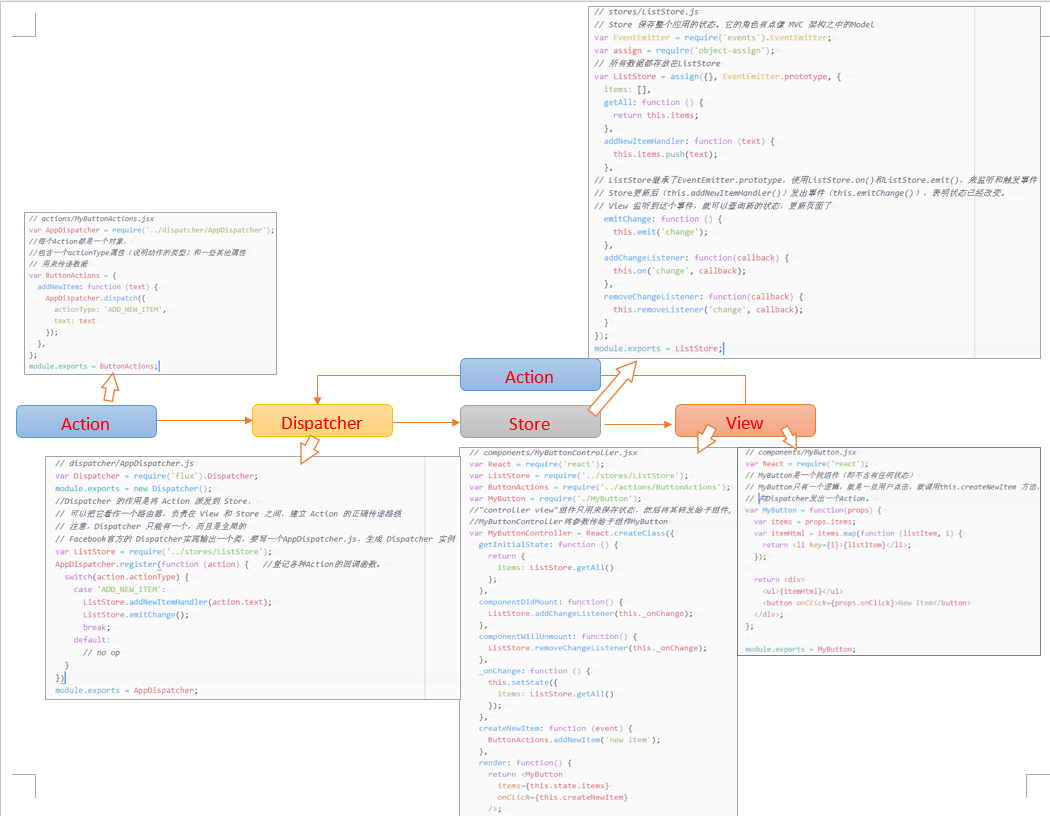 // stores/ListStore.js
// Store 保存整个应用的状态。它的角色有点像 MVC 架构之中的Model
var EventEmitter = require('events').EventEmitter;
var assign = require('object-assign');
// 所有数据都存放在ListStore
var ListStore = assign({}, EventEmitter.prototype, {
items: [],
getAll: function () {
return this.items;
},
addNewItemHandler: function (text) {
this.items.push(text);
},
// ListStore继承了EventEmitter.prototype, 使用ListStore.on()和ListStore.emit(), 来监听和触发事件
// Store更新后（this.addNewItemHandler()）发出事件（this.emitChange()）, 表明状态已经改变。
// View 监听到这个事件, 就可以查询新的状态, 更新页面了
emitChange: function () {
this.emit('change');
},
addChangeListener: function(callback) {
this.on('change', callback);
},
removeChangeListener: function(callback) {
this.removeListener('change', callback);
}
});
module.exports = ListStore;
// actions/MyButtonActions.jsx
var AppDispatcher = require('../dispatcher/AppDispatcher');
//每个Action都是一个对象,
//包含一个actionType属性（说明动作的类型）和一些其他属性
// 用来传递数据
var ButtonActions = {
addNewItem: function (text) {
AppDispatcher.dispatch({
actionType: 'ADD_NEW_ITEM',
text: text
});
},
};
module.exports = ButtonActions;
Action
Action
Dispatcher
Store
View
// dispatcher/AppDispatcher.js
var Dispatcher = require('flux').Dispatcher;
module.exports = new Dispatcher();
//Dispatcher 的作用是将 Action 派发到 Store.
// 可以把它看作一个路由器, 负责在 View 和 Store 之间, 建立 Action 的正确传递路线
// 注意, Dispatcher 只能有一个, 而且是全局的
// Facebook官方的 Dispatcher实现输出一个类, 要写一个AppDispatcher.js, 生成 Dispatcher 实例
var ListStore = require('../stores/ListStore');
AppDispatcher.register(function (action) { //登记各种Action的回调函数。
switch(action.actionType) {
case 'ADD_NEW_ITEM':
ListStore.addNewItemHandler(action.text);
ListStore.emitChange();
break;
default:
// no op
}
})
module.exports = AppDispatcher;
// components/MyButtonController.jsx
var React = require('react');
var ListStore = require('../stores/ListStore');
var ButtonActions = require('../actions/ButtonActions');
var MyButton = require('./MyButton');
//"controller view"组件只用来保存状态, 然后将其转发给子组件,
//MyButtonController将参数传给子组件MyButton
var MyButtonController = React.createClass({
getInitialState: function () {
return {
items: ListStore.getAll()
};
},
componentDidMount: function() {
ListStore.addChangeListener(this._onChange);
},
componentWillUnmount: function() {
ListStore.removeChangeListener(this._onChange);
},
_onChange: function () {
this.setState({
items: ListStore.getAll()
});
},
createNewItem: function (event) {
ButtonActions.addNewItem('new item');
},
render: function() {
return <MyButton
items={this.state.items}
onClick={this.createNewItem}
/>;
// components/MyButton.jsx
var React = require('react');
// MyButton是一个纯组件（即不含有任何状态）
// MyButton只有一个逻辑, 就是一旦用户点击, 就调用this.createNewItem 方法,
// 向Dispatcher发出一个Action。
var MyButton = function(props) {
var items = props.items;
var itemHtml = items.map(function (listItem, i) {
return <li key={i}>{listItem}</li>;
});
return <div>
<ul>{itemHtml}</ul>
<button onClick={props.onClick}>New Item</button>
</div>;
};
module.exports = MyButton;